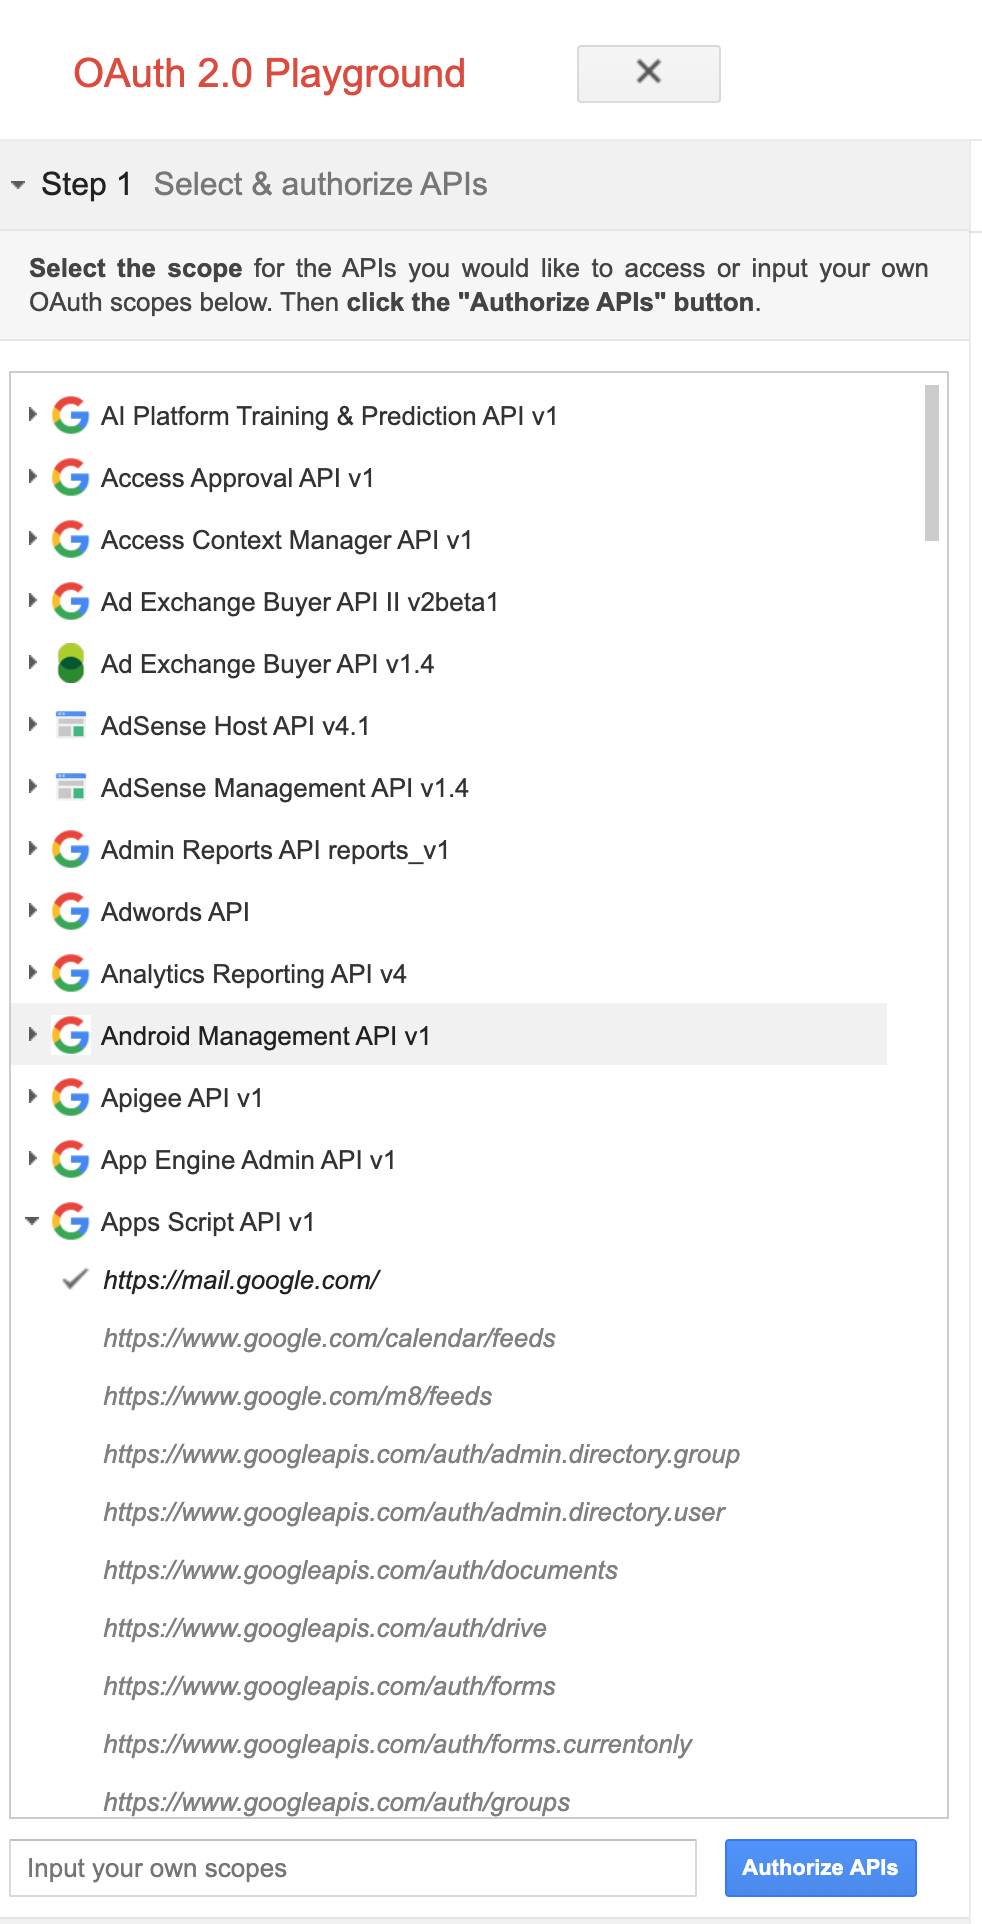 OAuth 2.0 Playground
Step 1 Select & authorize APIs
Select the scope for the APIs you would like to access or input your own
OAuth scopes below. Then click the "Authorize APIs" button.
AI Platform Training & Prediction API v1
Access Approval API v1
Access Context Manager API v1
Ad Exchange Buyer API II v2beta1
Ad Exchange Buyer API v1.4
AdSense Host API v4.1
AdSense Management API v1.4
Admin Reports API reports_v1
Adwords API
Analytics Reporting API v4
Android Management API v1
Apigee API v1
App Engine Admin API v1
Apps Script API v1
https://mail.google.com/
https://www.google.com/calendar/feeds
https://www.google.com/m8/feeds
https://www.googleapis.com/auth/admin.directory.group
https://www.googleapis.com/auth/admin.directory.user
https://www.googleapis.com/auth/documents
https://www.googleapis.com/auth/drive
https://www.googleapis.com/auth/forms
https://www.googleapis.com/auth/forms.currentonly
https://www.googleapis.com/auth/groups
Input your own scopes
Authorize APIs